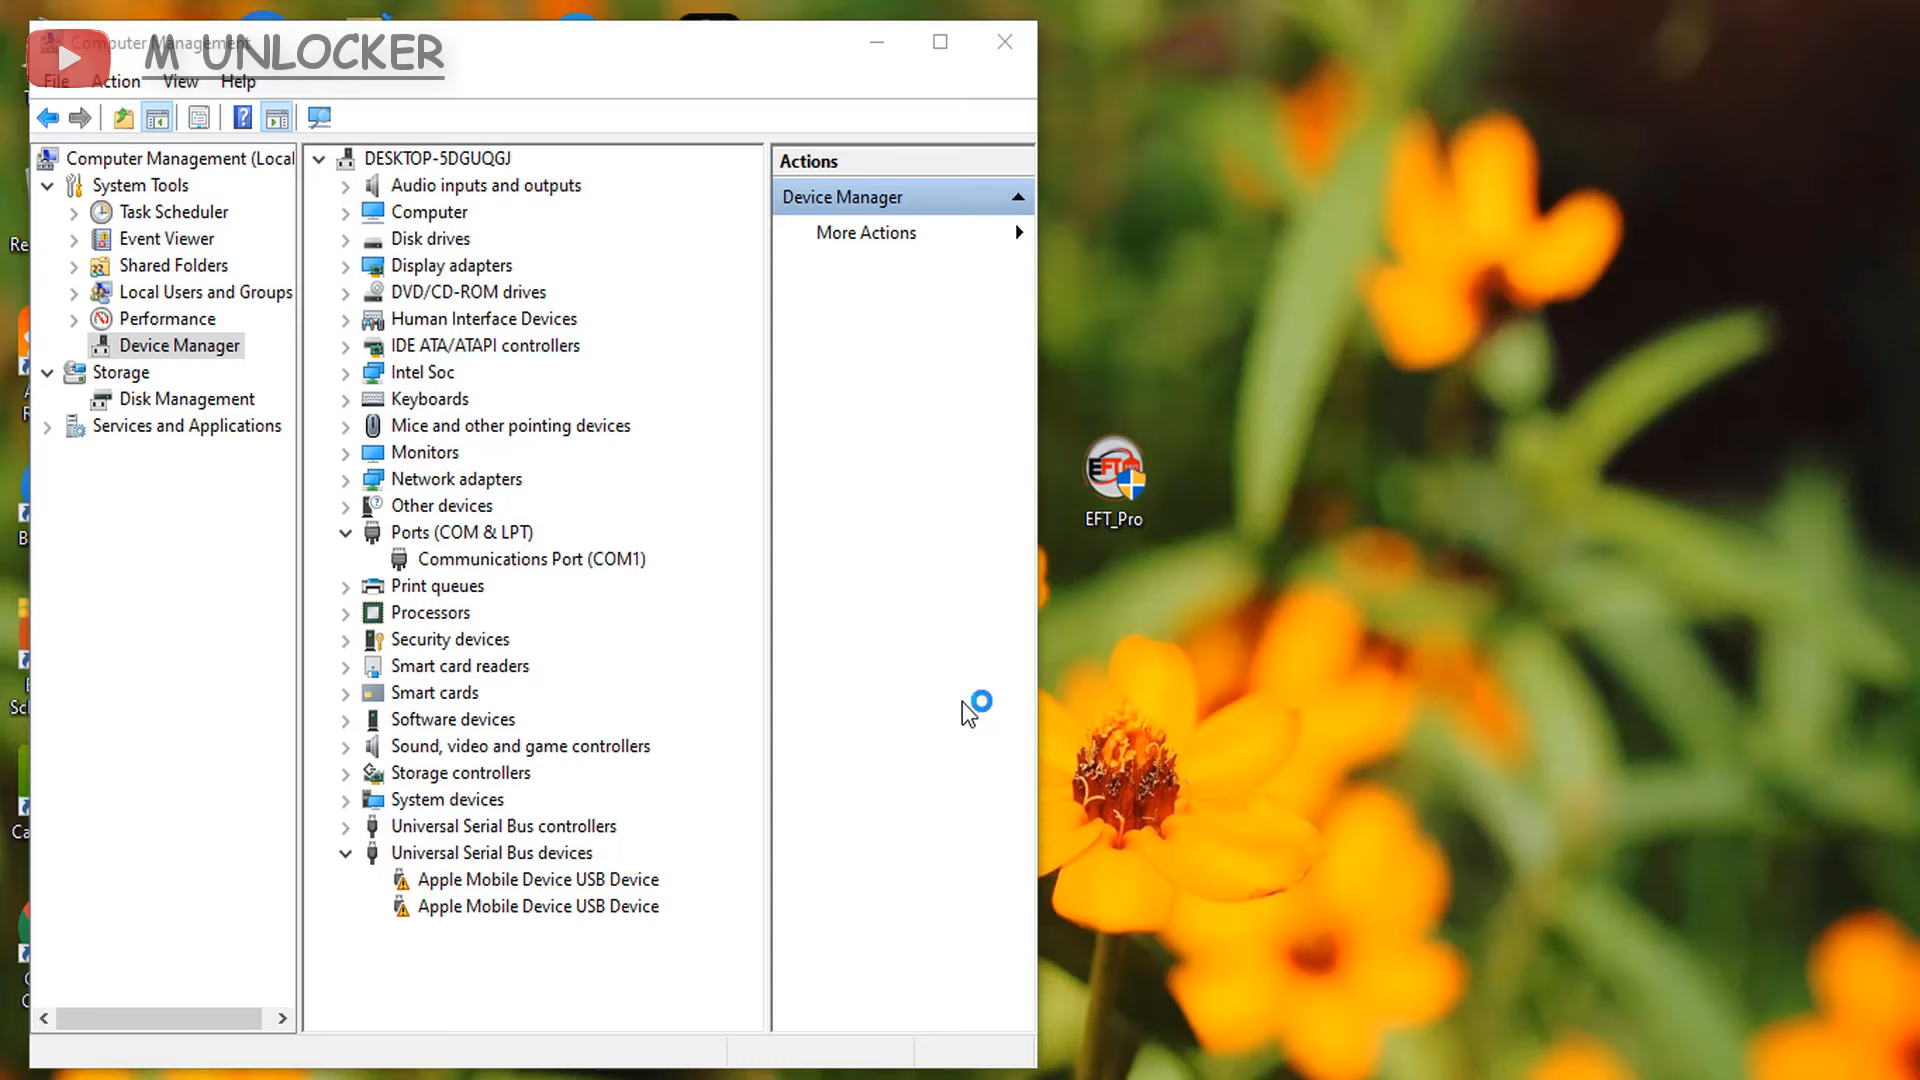 Computer Management
M UNLOCKER
File Action View Help
Computer Management (Local
System Tools
Task Scheduler
Event Viewer
Shared Folders
Local Users and Groups
Performance
Device Manager
Storage
Disk Management
Services and Applications
DESKTOP-5DGUQGJ
Audio inputs and outputs
Computer
Disk drives
Display adapters
DVD/CD-ROM drives
Human Interface Devices
IDE ATA/ATAPI controllers
Intel Soc
Keyboards
Mice and other pointing devices
Monitors
Network adapters
Other devices
Ports (COM & LPT)
Communications Port (COM1)
Print queues
Processors
Security devices
Smart card readers
Smart cards
Software devices
Sound, video and game controllers
Storage controllers
System devices
Universal Serial Bus controllers
Universal Serial Bus devices
Apple Mobile Device USB Device
Apple Mobile Device USB Device
Actions
Device Manager
More Actions
EFT PRO
EFT_Pro